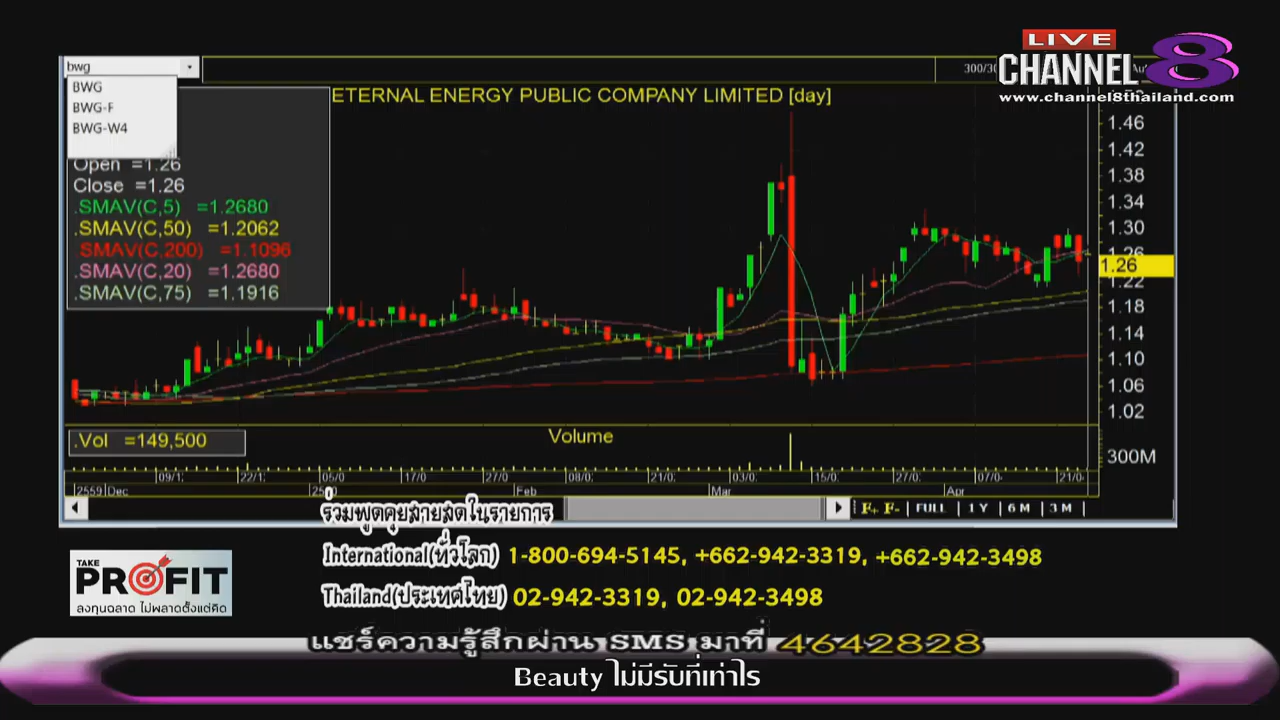 LIVE
CHANNEL 8
www.channel8thailand.com
bwg
BWG
BWG-F
BWG-W4
ETERNAL ENERGY PUBLIC COMPANY LIMITED [day]
Open =1.26
Close =1.26
.SMAV(C,5) =1.2680
.SMAV(C,50) =1.2062
.SMAV(C,200) =1.1096
.SMAV(C,20) =1.2680
.SMAV(C,75) =1.1916
1.46
1.42
1.38
1.34
1.30
1.26
1.26
1.22
1.18
1.14
1.10
1.06
1.02
.Vol =149,500
Volume
300M
09/1; 22/1; 05/0 17/0 27/0 08/0; 21/0; 03/0; 15/0; 27/0; 07/0 21/0
2559 Dec Feb Mar Apr
F+ F- FULL 1 Y 6 M 3 M
ร่วมพูดคุยสายสดในรายการ
International(ทั่วโลก) 1-800-694-5145, +662-942-3319, +662-942-3498
Thailand(ประเทศไทย) 02-942-3319, 02-942-3498
TAKE
PROFIT
ลงทุนฉลาด ไม่พลาดตั้งแต่คิด
แชร์ความรู้สึกผ่าน SMS มาที่ 4642828
Beauty ไม่มีรับที่เท่าไร